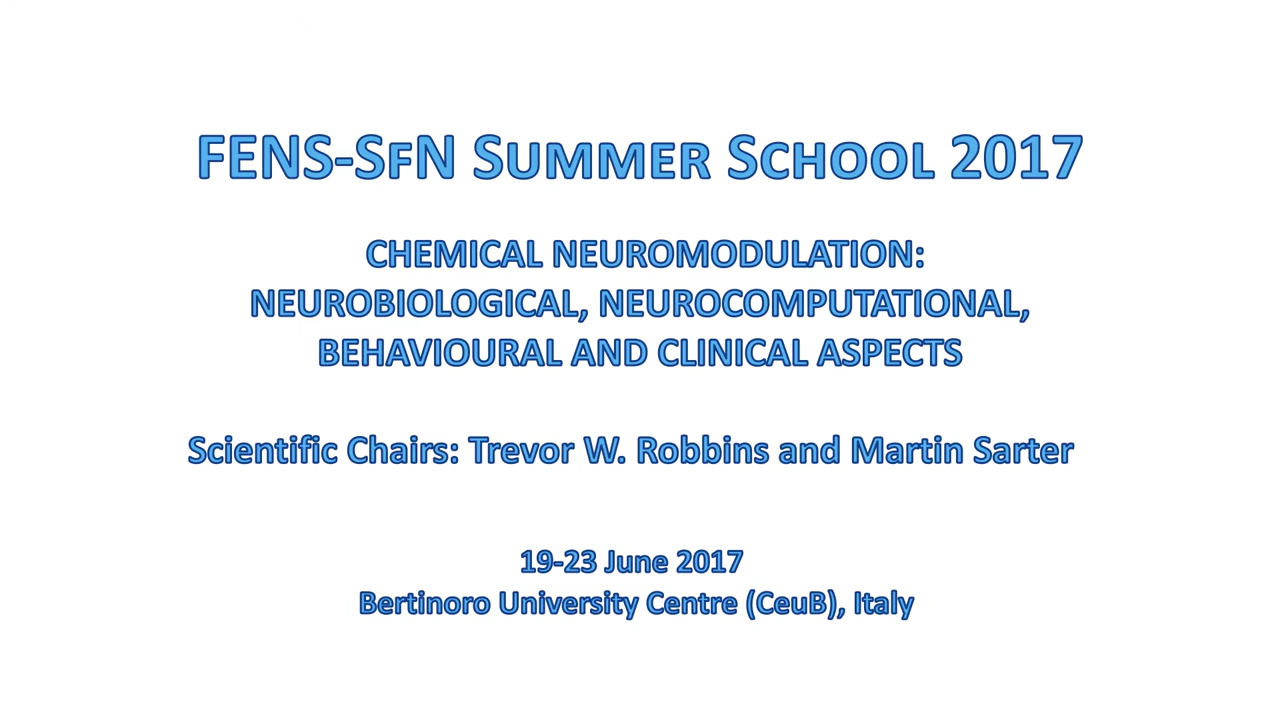 FENS-SfN Summer School 2017
CHEMICAL NEUROMODULATION:
NEUROBIOLOGICAL, NEUROCOMPUTATIONAL,
BEHAVIOURAL AND CLINICAL ASPECTS
Scientific Chairs: Trevor W. Robbins and Martin Sarter
19-23 June 2017
Bertinoro University Centre (CeuB), Italy